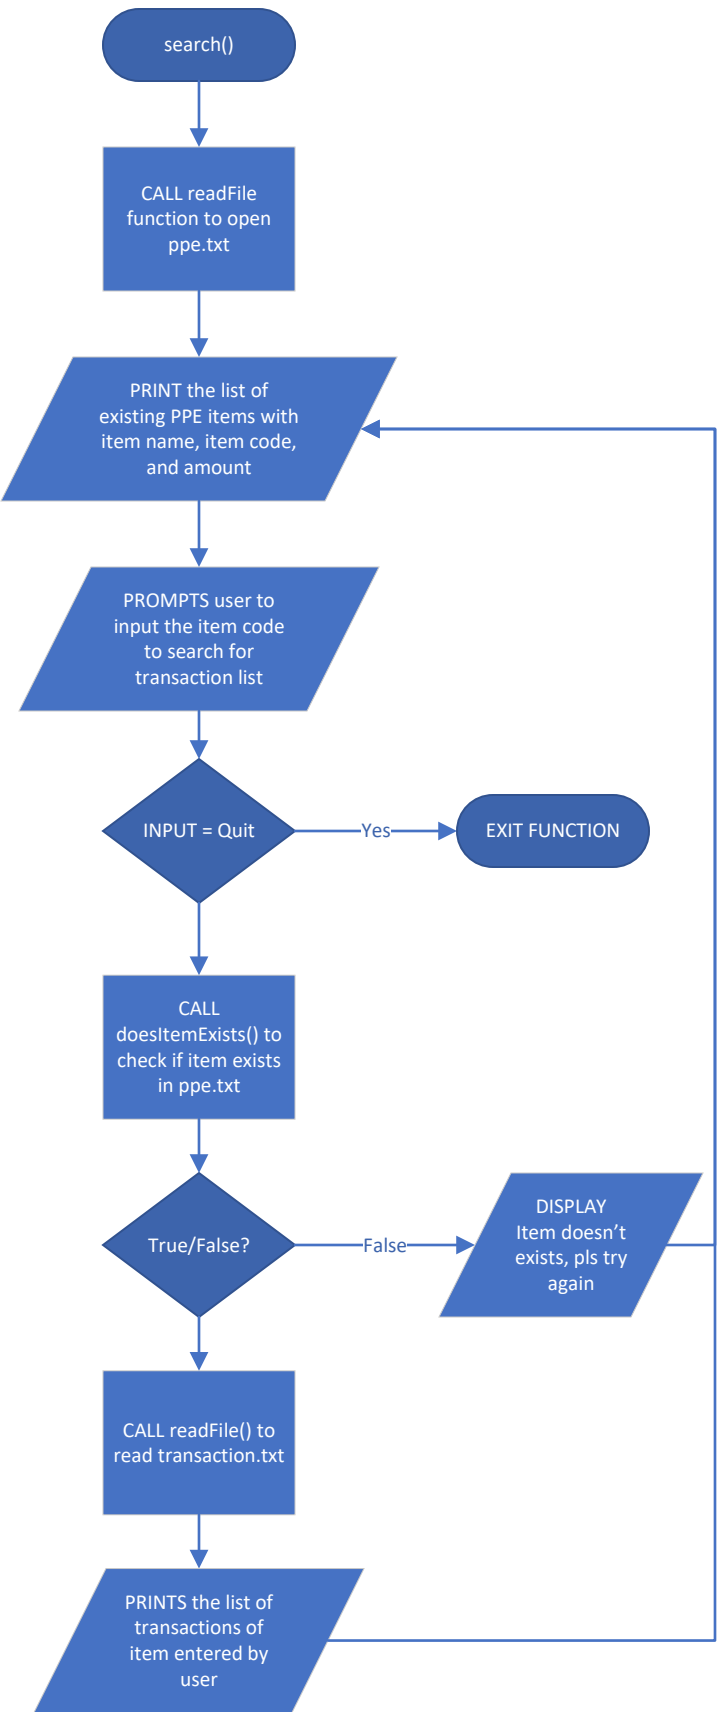 search()
CALL readFile
function to open
ppe.txt
PRINT the list of
existing PPE items with
item name, item code,
and amount
PROMPTS user to
input the item code
to search for
transaction list
INPUT = Quit
Yes
EXIT FUNCTION
CALL
doesItemExists() to
check if item exists
in ppe.txt
True/False?
False
DISPLAY
Item doesn't
exists, pls try
again
CALL readFile() to
read transaction.txt
PRINTS the list of
transactions of
item entered by
user